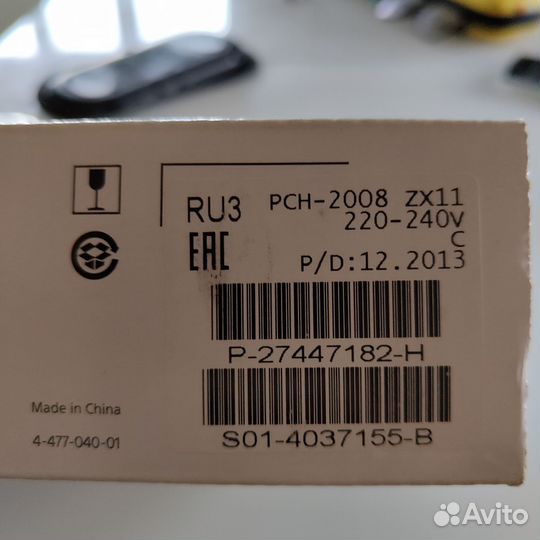 RU3
PCH-2008 ZX11
220-240V
C
EAC
P/D:12.2013
P-27447182-H
S01-4037155-B
Made in China
4-477-040-01
Avito